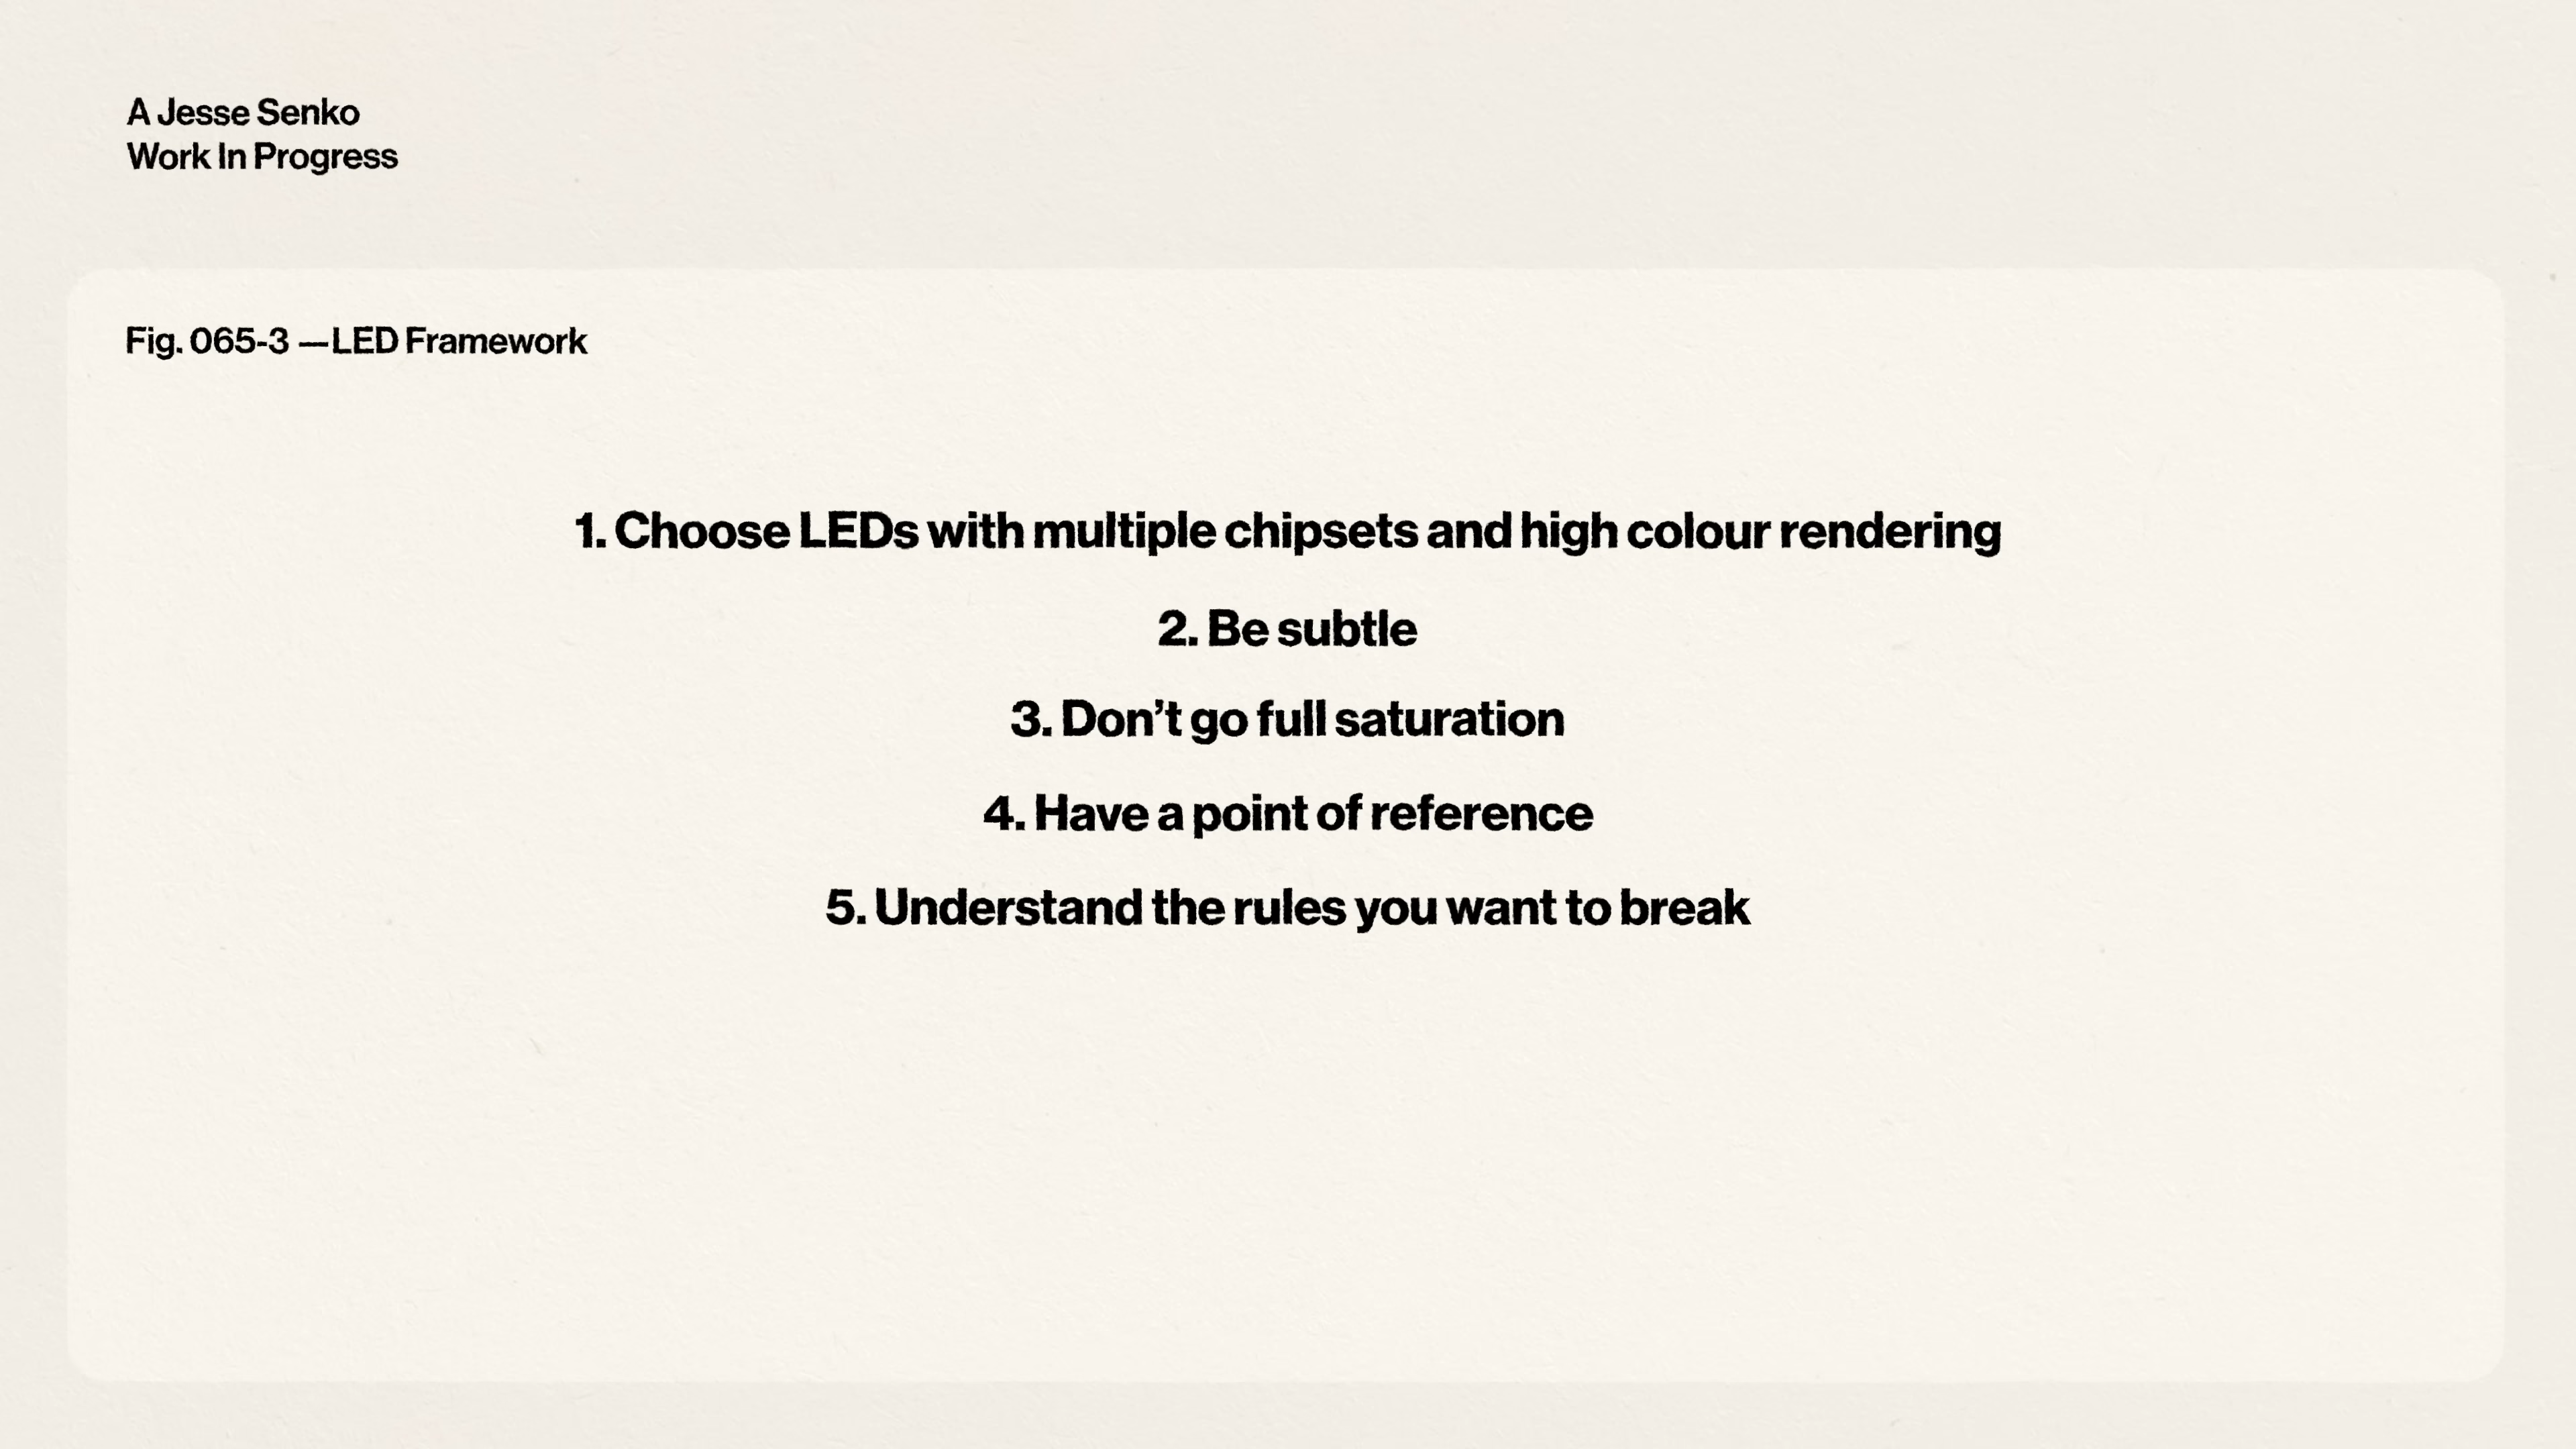 A Jesse Senko
Work In Progress
Fig. 065-3 —LED Framework
1. Choose LEDs with multiple chipsets and high colour rendering
2. Be subtle
3. Don’t go full saturation
4. Have a point of reference
5. Understand the rules you want to break